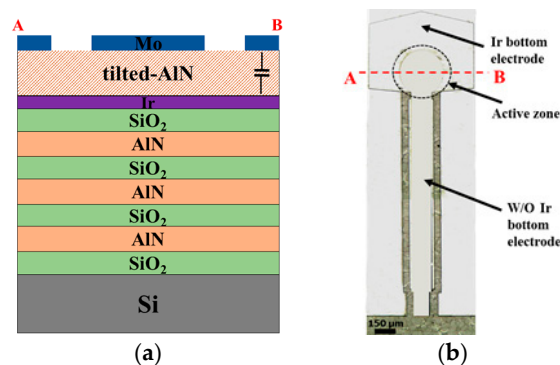 A
B
Mo
tilted-AlN
Ir
SiO₂
AlN
SiO₂
AlN
SiO₂
AlN
SiO₂
Si
(a)
Ir bottom
electrode
A
B
Active zone
W/O Ir
bottom
electrode
150 μm
(b)